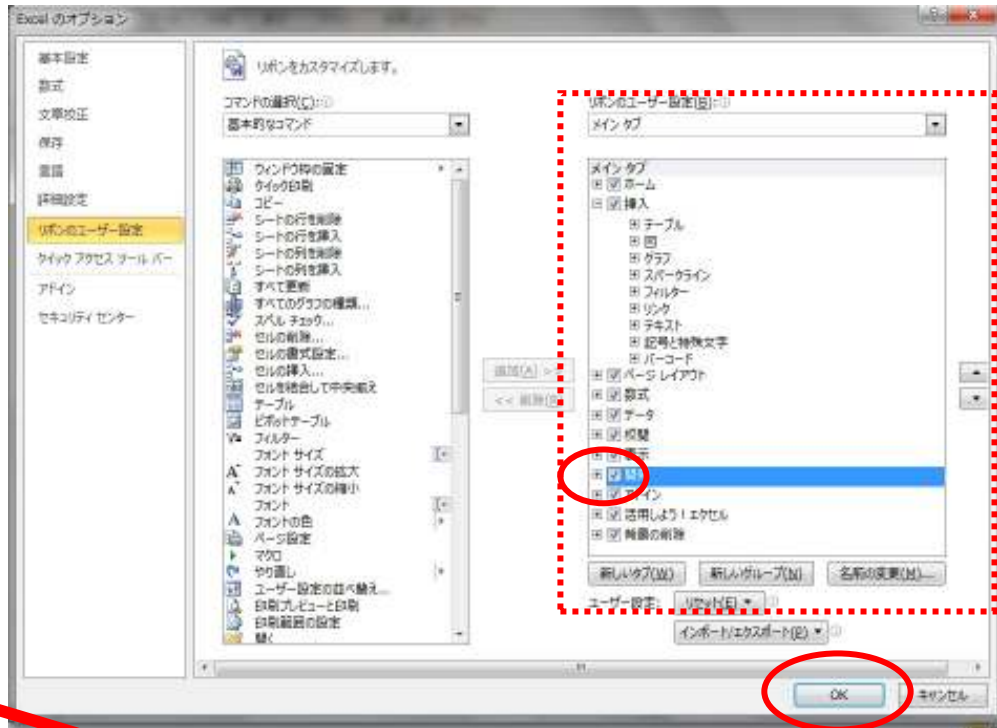 Excel のオプション
基本設定
数式
文章校正
保存
言語
詳細設定
リボンのユーザー設定
クイック アクセス ツール バー
アドイン
セキュリティ センター
リボンをカスタマイズします。
コマンドの選択(C):
基本的なコマンド
ウィンドウ枠の固定
クイック印刷
コピー
シートの行を削除
シートの行を挿入
シートの列を削除
シートの列を挿入
すべて更新
すべてのグラフの種類...
スペル チェック...
セルの削除...
セルの書式設定...
セルの挿入...
セルを結合して中央揃え
テーブル
ピボットテーブル
フィルター
フォント サイズ
フォント サイズの拡大
フォント サイズの縮小
フォント
フォントの色
ページ設定
マクロ
やり直し
ユーザー設定の並べ替え...
印刷プレビューと印刷
印刷範囲の設定
開く
追加(A) >>
<< 削除(R)
リボンのユーザー設定(B):
メイン タブ
メイン タブ
ホーム
挿入
テーブル
図
グラフ
スパークライン
フィルター
リンク
テキスト
記号と特殊文字
バーコード
ページ レイアウト
数式
データ
校閲
表示
アドイン
活用しよう！エクセル
背景の削除
新しいタブ(W)
新しいグループ(N)
名前の変更(M)...
ユーザー設定:
リセット(E)
インポート/エクスポート(P)
OK
キャンセル